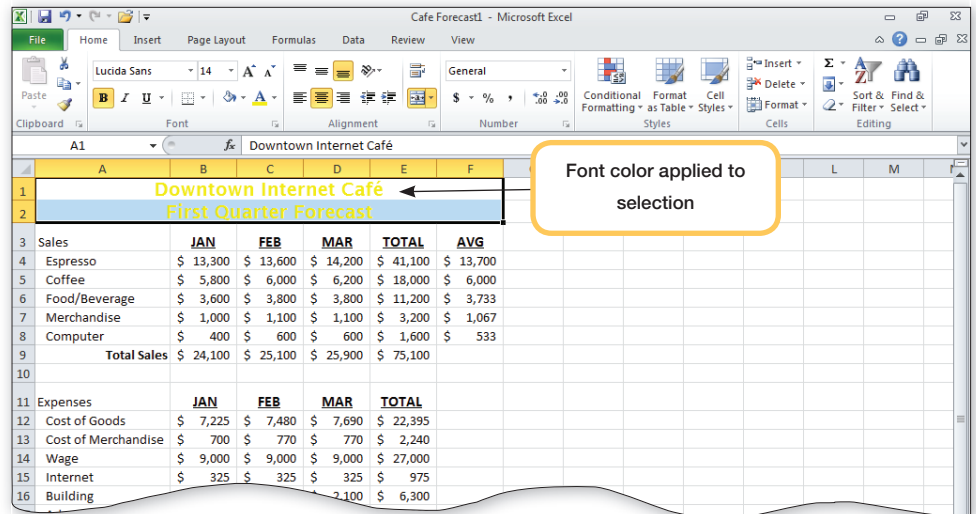 Cafe Forecast1 - Microsoft Excel
File Home Insert Page Layout Formulas Data Review View
Lucida Sans 14 A A General Insert Σ
Paste Delete
B I U A $ % , .00 .0 Conditional Format Cell Format Sort & Find &
Formatting as Table Styles Filter Select
Clipboard Font Alignment Number Styles Cells Editing
A1 fx Downtown Internet Café
A B C D E F L M
1 Downtown Internet Café
2 First Quarter Forecast
Font color applied to
selection
3 Sales JAN FEB MAR TOTAL AVG
4 Espresso $ 13,300 $ 13,600 $ 14,200 $ 41,100 $ 13,700
5 Coffee $ 5,800 $ 6,000 $ 6,200 $ 18,000 $ 6,000
6 Food/Beverage $ 3,600 $ 3,800 $ 3,800 $ 11,200 $ 3,733
7 Merchandise $ 1,000 $ 1,100 $ 1,100 $ 3,200 $ 1,067
8 Computer $ 400 $ 600 $ 600 $ 1,600 $ 533
9 Total Sales $ 24,100 $ 25,100 $ 25,900 $ 75,100
10
11 Expenses JAN FEB MAR TOTAL
12 Cost of Goods $ 7,225 $ 7,480 $ 7,690 $ 22,395
13 Cost of Merchandise $ 700 $ 770 $ 770 $ 2,240
14 Wage $ 9,000 $ 9,000 $ 9,000 $ 27,000
15 Internet $ 325 $ 325 $ 325 $ 975
16 Building 2,100 $ 6,300